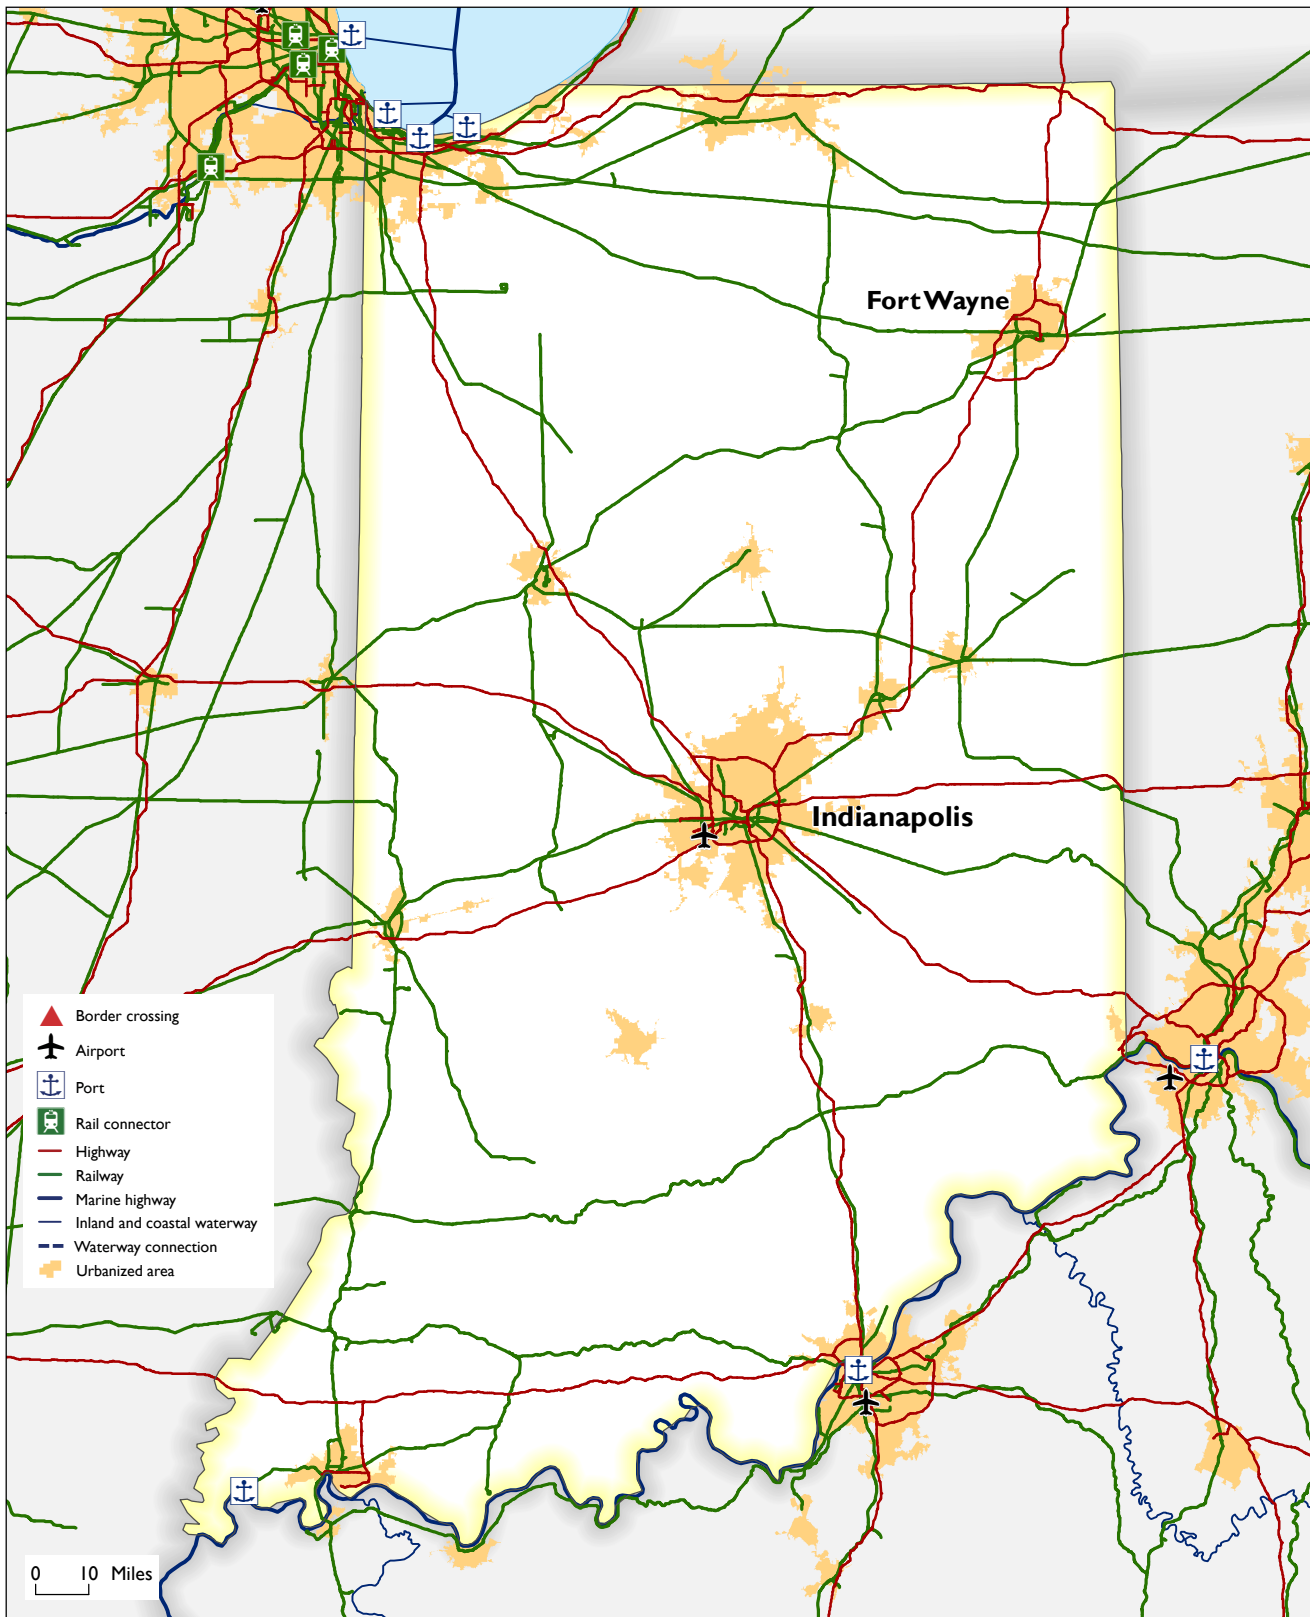 Fort Wayne
Indianapolis
Border crossing
Airport
Port
Rail connector
Highway
Railway
Marine highway
Inland and coastal waterway
Waterway connection
Urbanized area
0 10 Miles